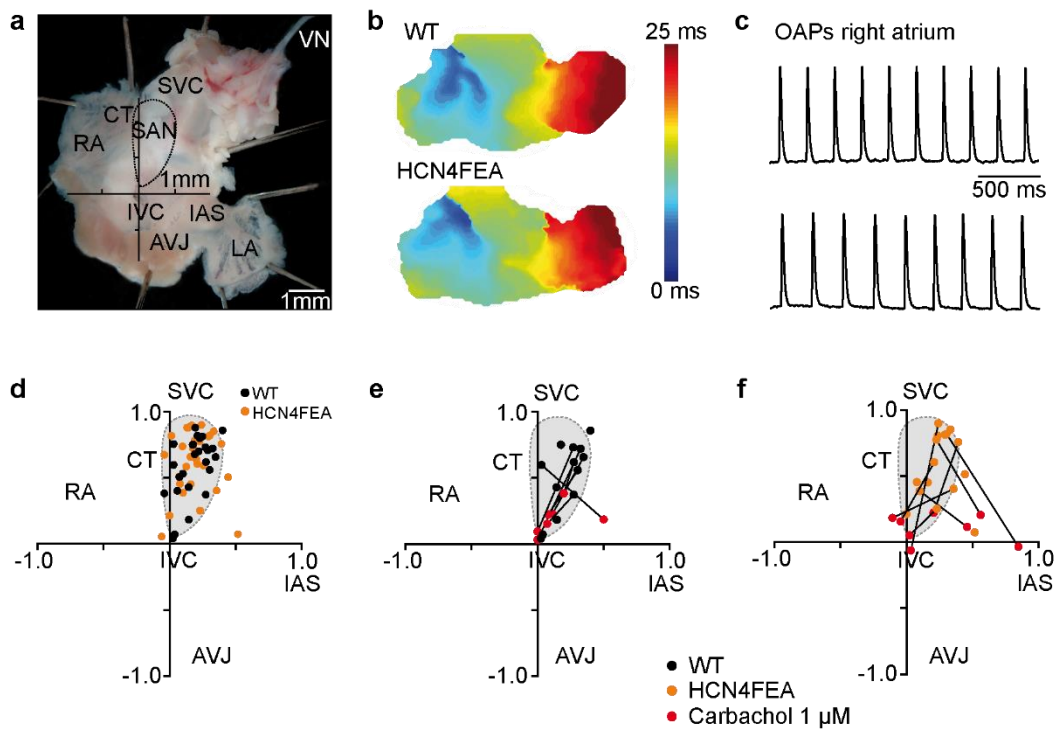 a
VN
SVC
CT
SAN
RA
1mm
IVC
IAS
AVJ
LA
1mm
b
WT
25 ms
HCN4FEA
0 ms
c
OAPs right atrium
500 ms
d
SVC
WT
HCN4FEA
1.0
CT
RA
-1.0
IVC
1.0
IAS
AVJ
-1.0
e
SVC
1.0
CT
RA
-1.0
IVC
1.0
IAS
AVJ
-1.0
f
SVC
1.0
CT
RA
-1.0
IVC
1.0
IAS
AVJ
-1.0
WT
HCN4FEA
Carbachol 1 µM